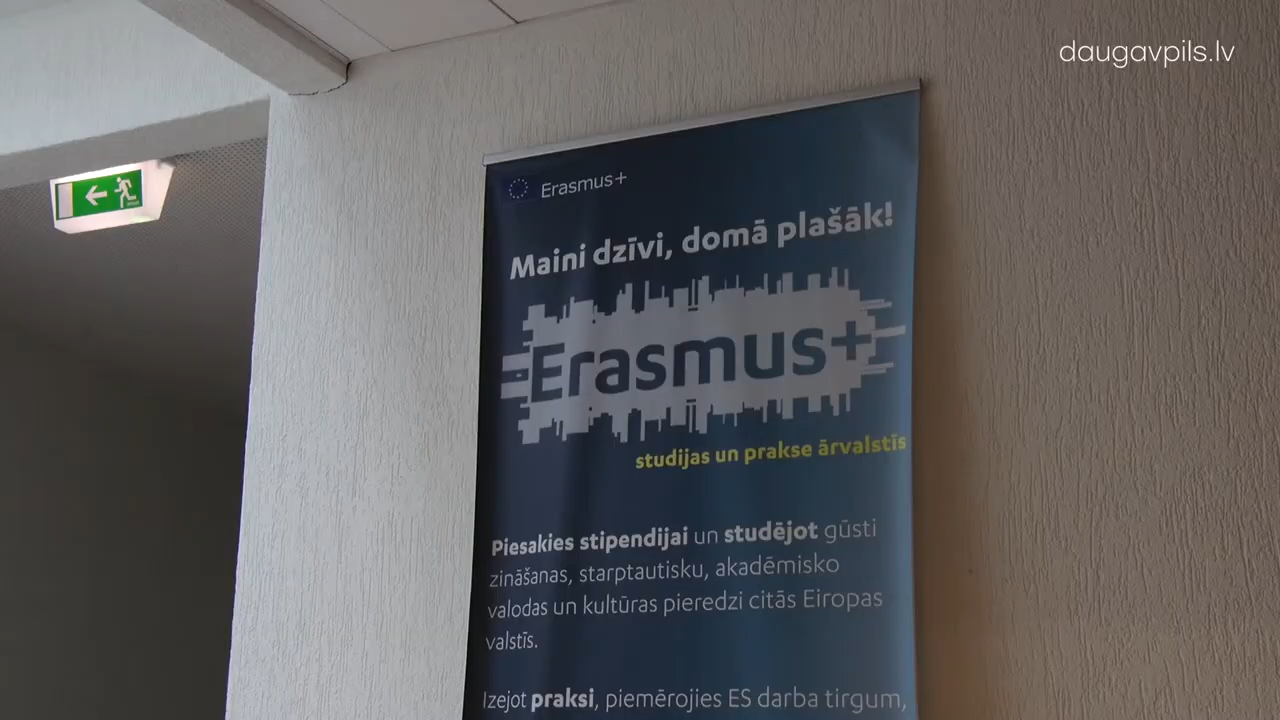 daugavpils.lv
Erasmus+
Maini dzīvi, domā plašāk!
Erasmus+
studijas un prakse ārvalstīs
Piesakies stipendijai un studējot gūsti
zināšanas, starptautisku, akadēmisko
valodas un kultūras pieredzi citās Eiropas
valstīs.
Izejot praksi, piemērojies ES darba tirgum,